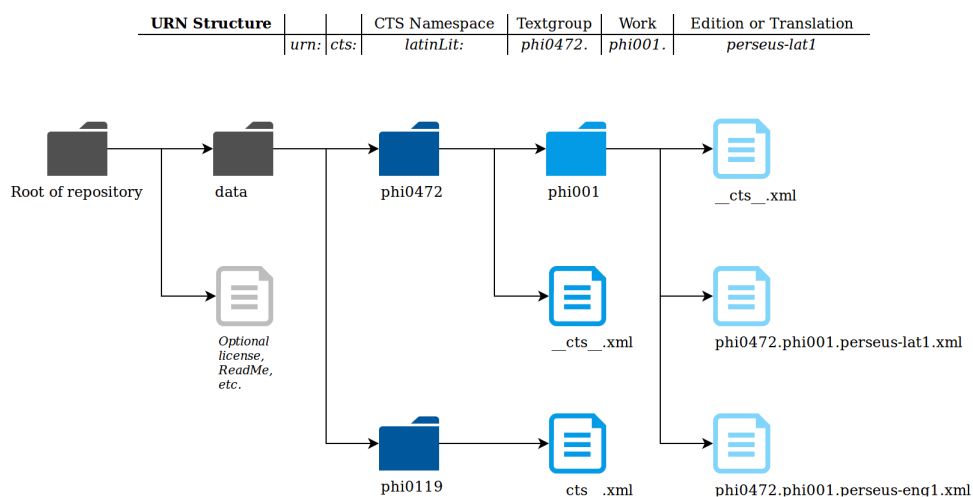 URN Structure CTS Namespace Textgroup Work Edition or Translation
urn: cts: latinLit: phi0472. phi001. perseus-lat1
Root of repository
data
phi0472
phi001
__cts__.xml
Optional
license,
ReadMe,
etc.
__cts__.xml
phi0472.phi001.perseus-lat1.xml
phi0119
cts .xml
phi0472.phi001.perseus-eng1.xml